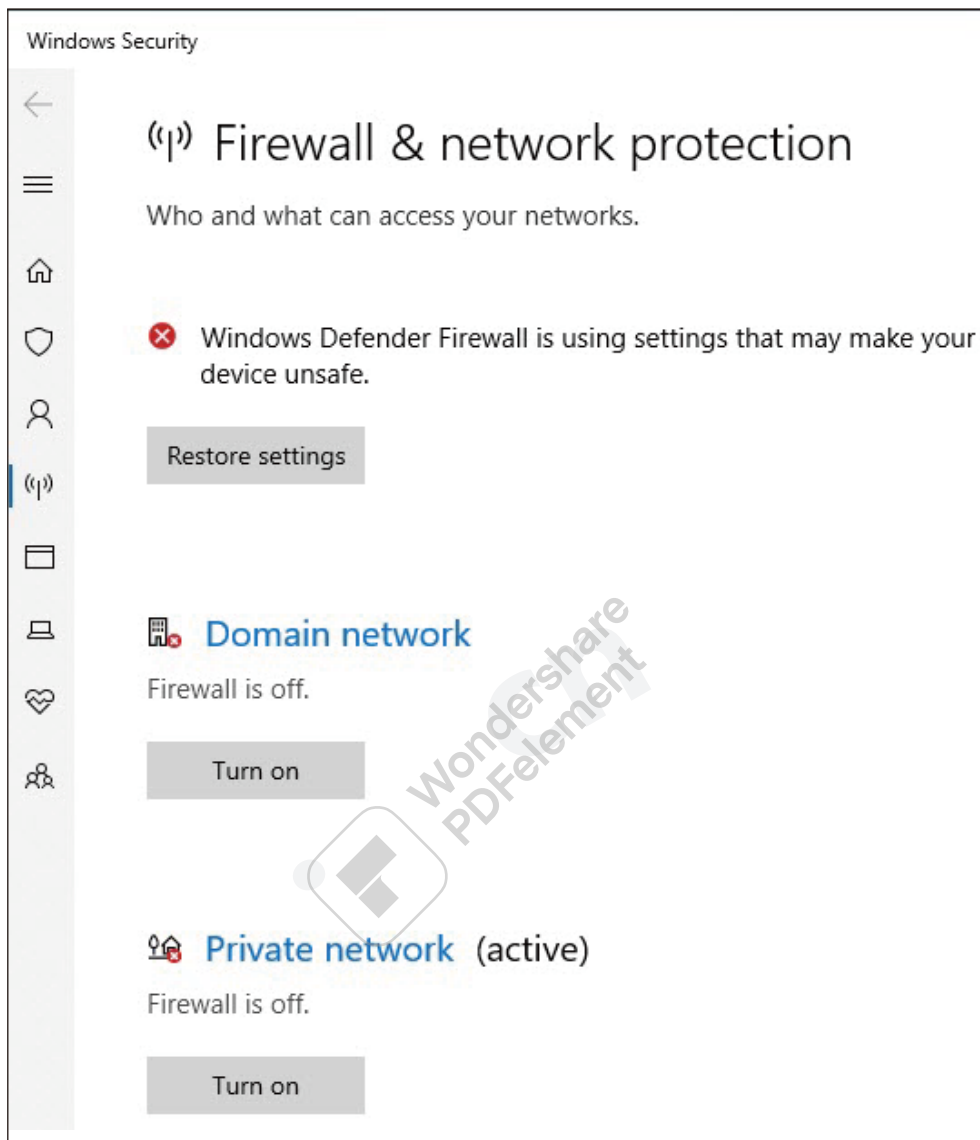 Windows Security
Firewall & network protection
Who and what can access your networks.
Windows Defender Firewall is using settings that may make your
device unsafe.
Restore settings
Domain network
Firewall is off.
Turn on
Wondershare
PDFelement
Private network (active)
Firewall is off.
Turn on